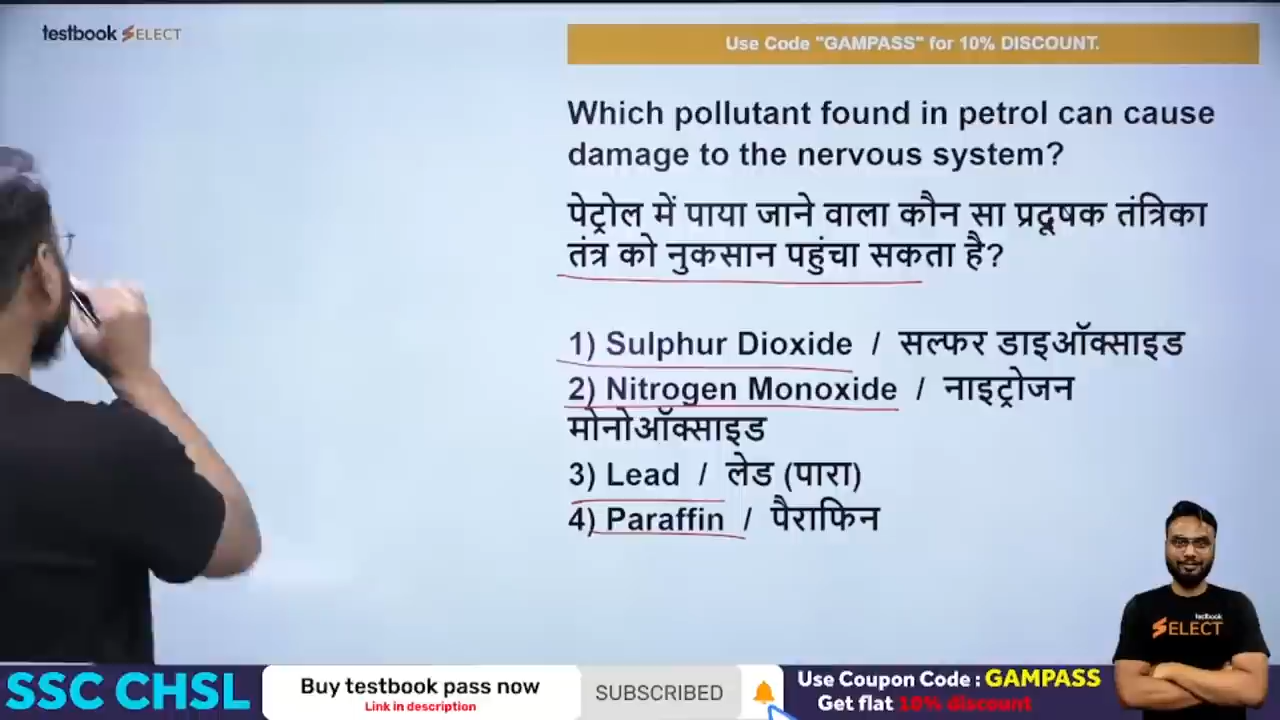 testbook SELECT
Use Code "GAMPASS" for 10% DISCOUNT.
Which pollutant found in petrol can cause
damage to the nervous system?
पेट्रोल में पाया जाने वाला कौन सा प्रदूषक तंत्रिका
तंत्र को नुकसान पहुंचा सकता है?
1) Sulphur Dioxide / सल्फर डाइऑक्साइड
2) Nitrogen Monoxide / नाइट्रोजन
मोनोऑक्साइड
3) Lead / लेड (पारा)
4) Paraffin / पैराफिन
testbook
SELECT
SSC CHSL
Buy testbook pass now
Link in description
SUBSCRIBED
Use Coupon Code : GAMPASS
Get flat 10% discount